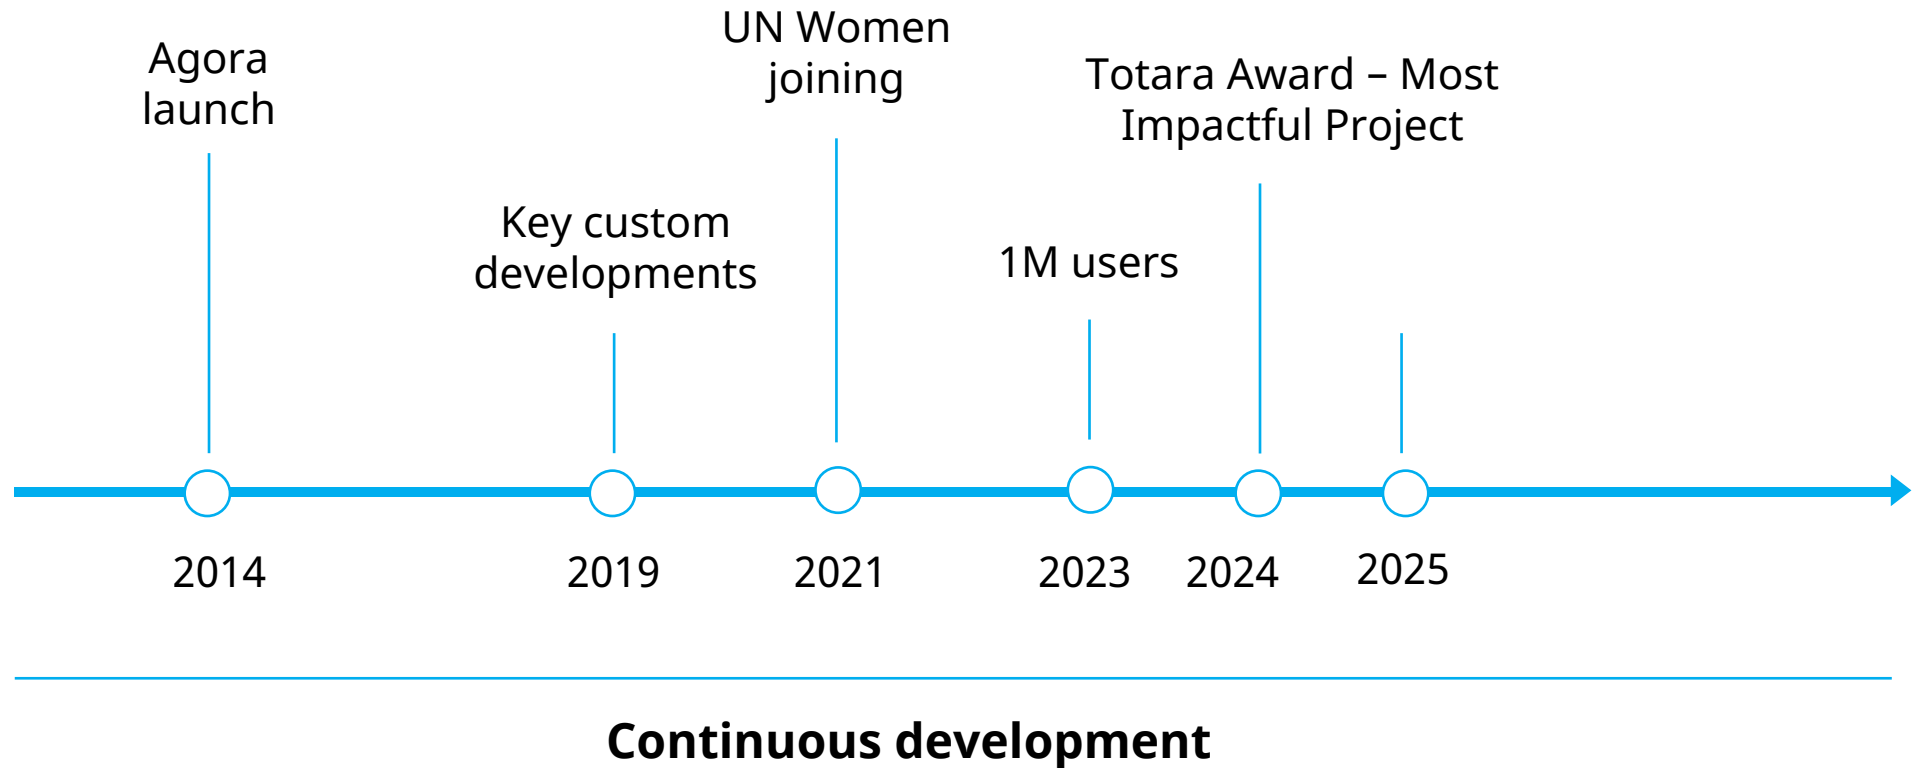 Agora
launch
Key custom
developments
UN Women
joining
1M users
Totara Award – Most
Impactful Project
2014
2019
2021
2023
2024
2025
Continuous development